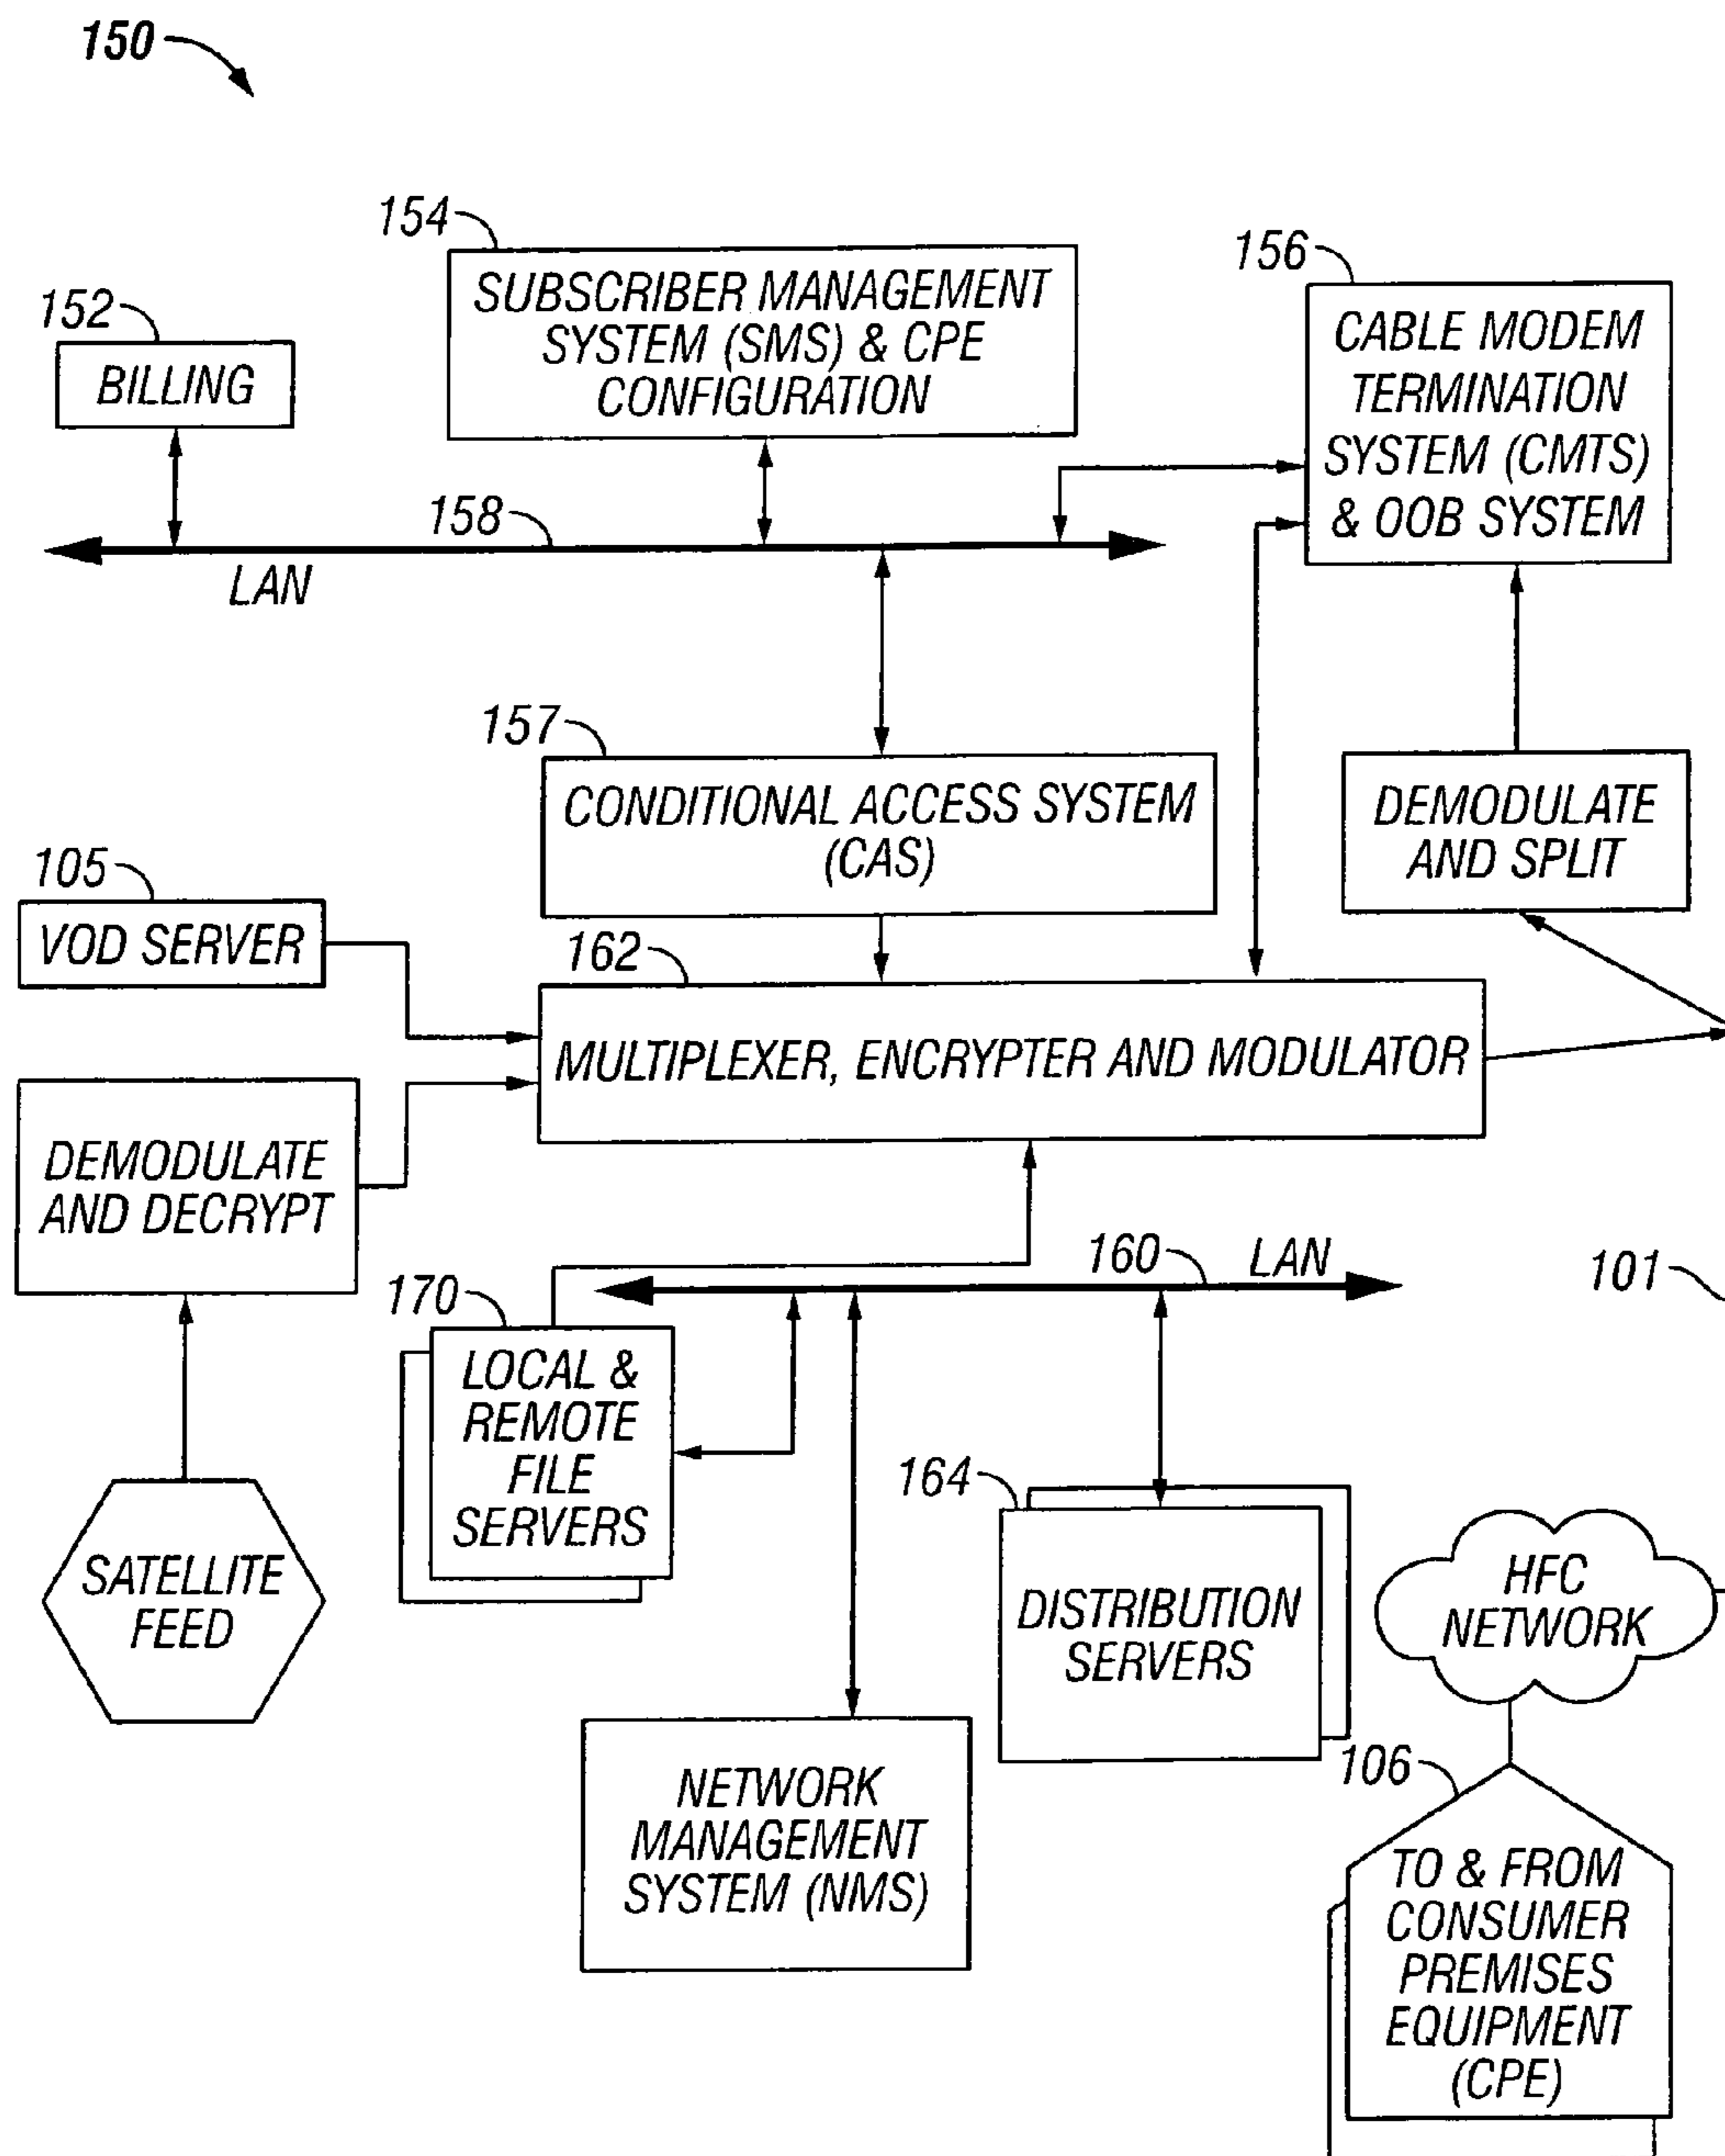 150
154
SUBSCRIBER MANAGEMENT
SYSTEM (SMS) & CPE
CONFIGURATION
156
CABLE MODEM
TERMINATION
SYSTEM (CMTS)
& OOB SYSTEM
152
BILLING
158
LAN
157
CONDITIONAL ACCESS SYSTEM
(CAS)
DEMODULATE
AND SPLIT
105
VOD SERVER
162
MULTIPLEXER, ENCRYPTER AND MODULATOR
DEMODULATE
AND DECRYPT
160
LAN
101
170
LOCAL &
REMOTE
FILE
SERVERS
164
DISTRIBUTION
SERVERS
SATELLITE
FEED
HFC
NETWORK
NETWORK
MANAGEMENT
SYSTEM (NMS)
106
TO & FROM
CONSUMER
PREMISES
EQUIPMENT
(CPE)